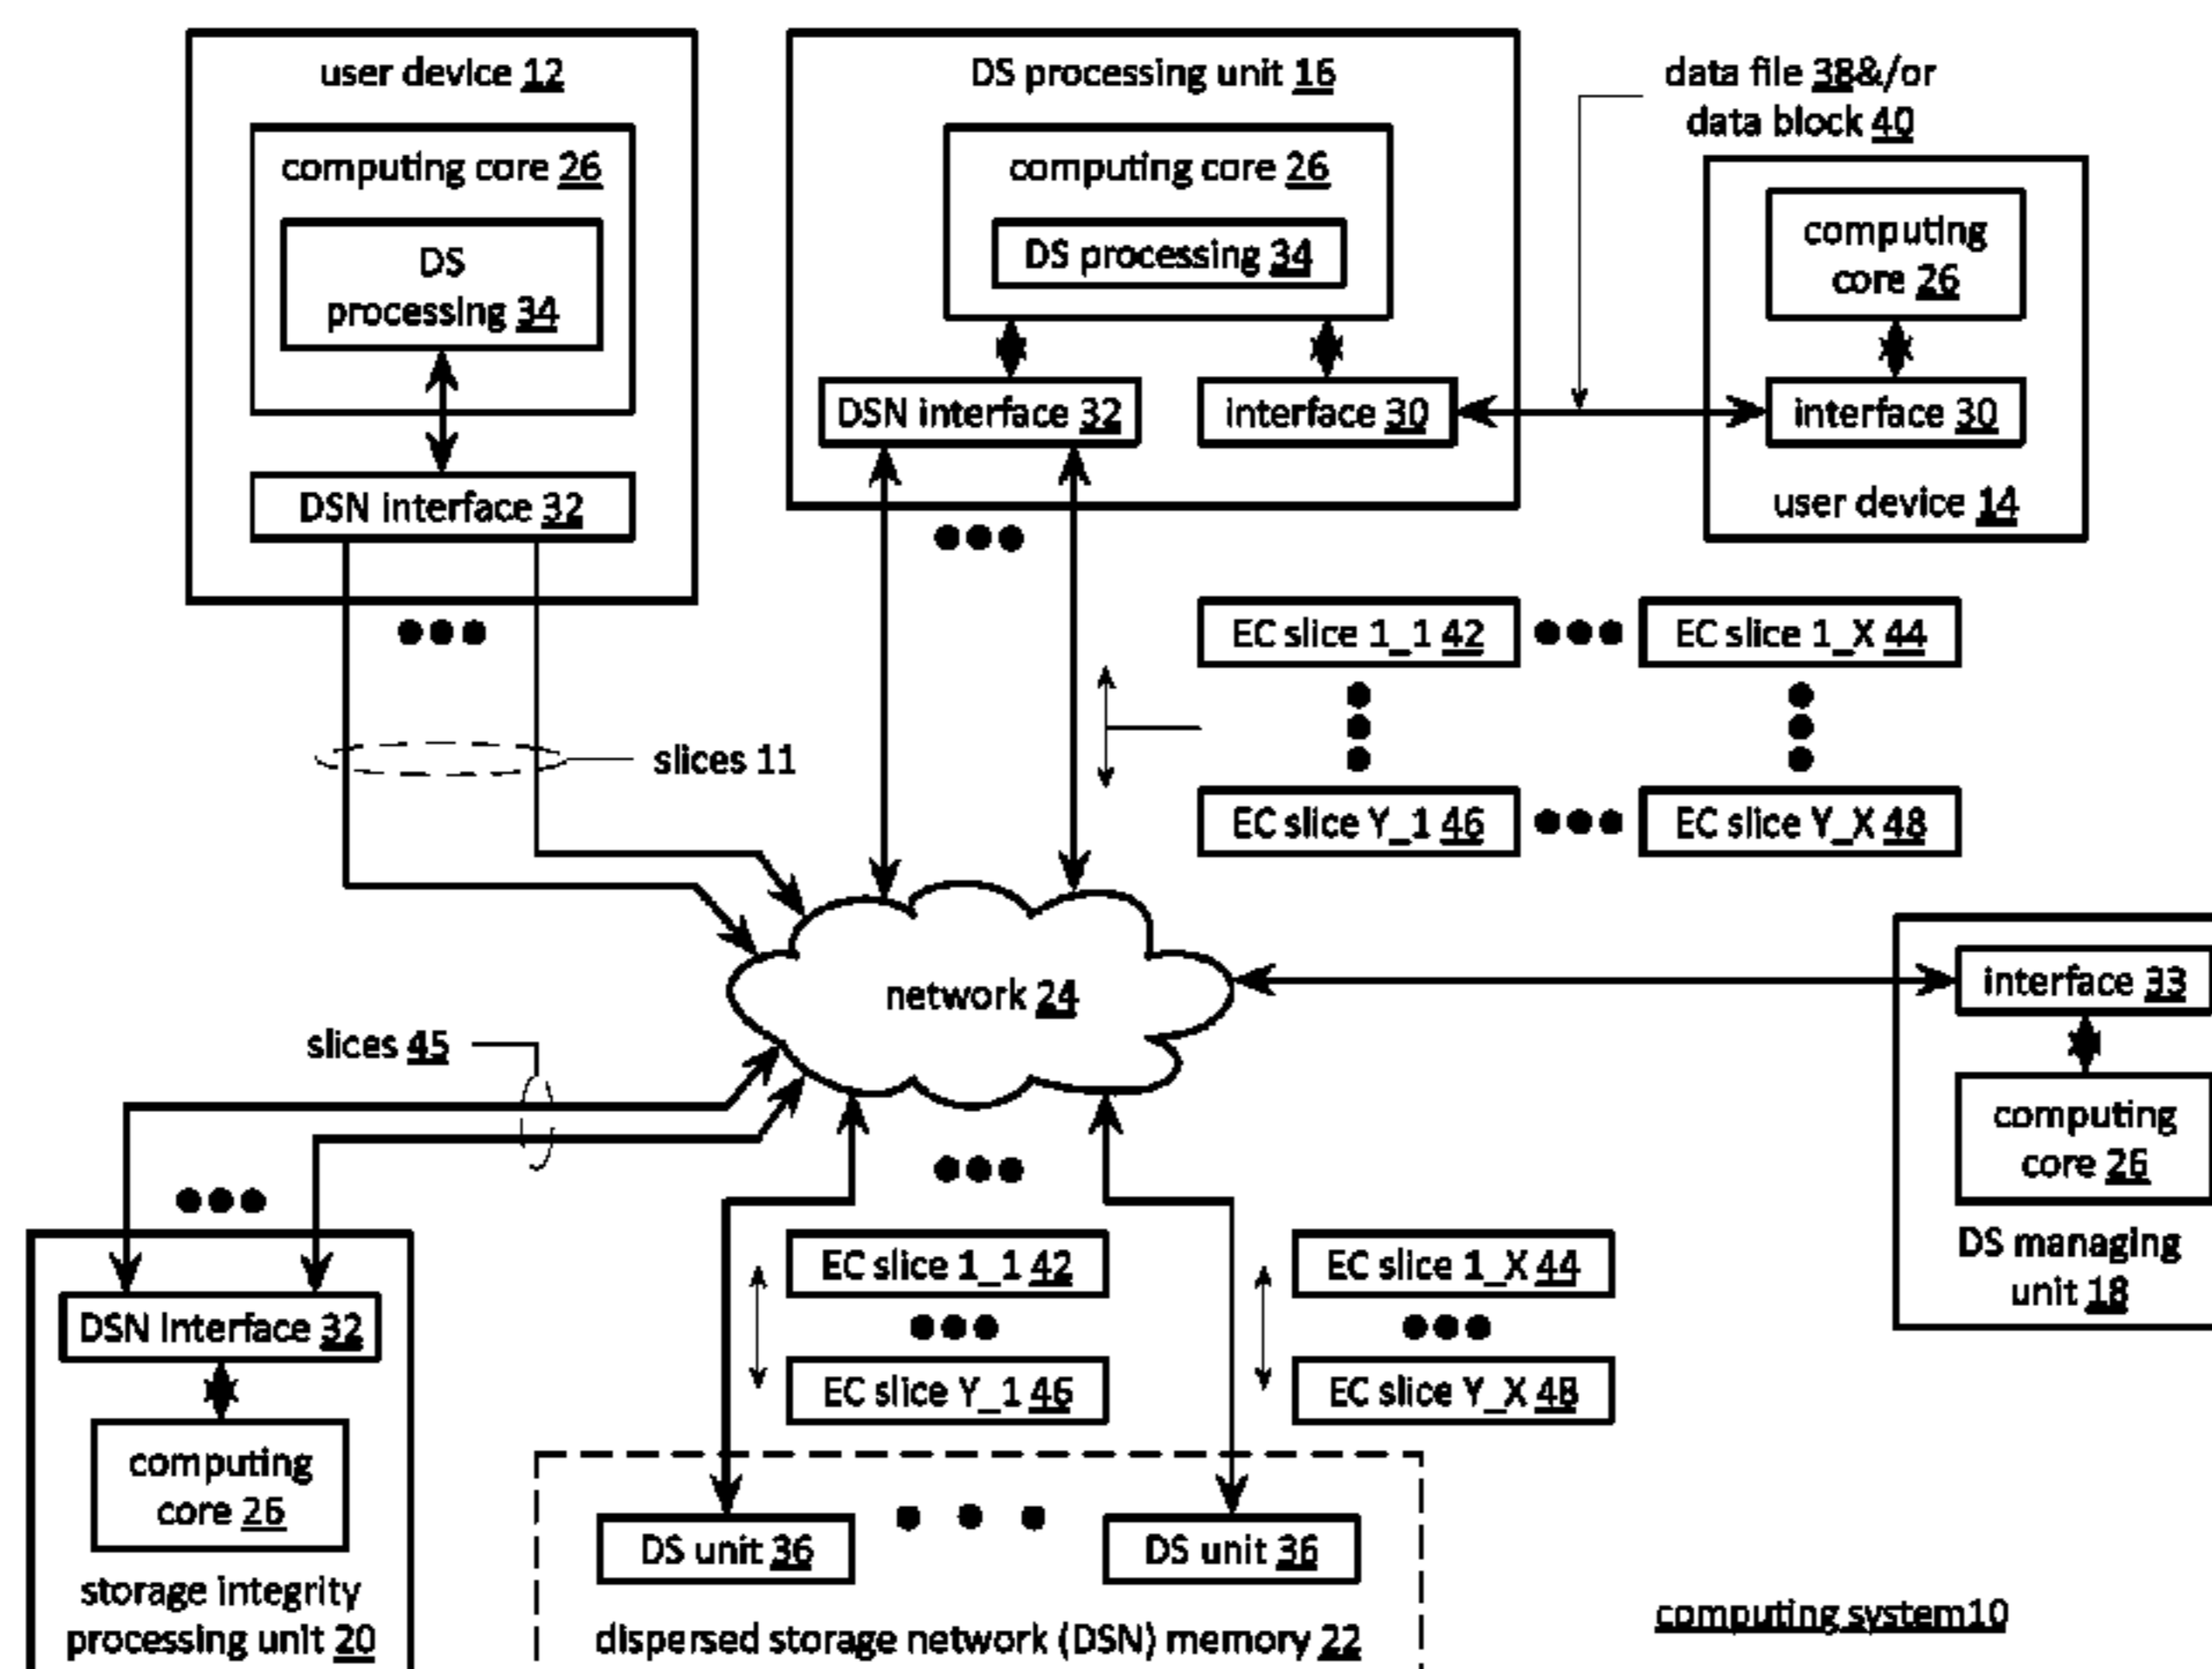 user device 12
computing core 26
DS
processing 34
DSN interface 32
slices 11
DS processing unit 16
computing core 26
DS processing 34
DSN interface 32
interface 30
data file 38&/or
data block 40
computing
core 26
interface 30
user device 14
EC slice 1_1 42
EC slice 1_X 44
EC slice Y_1 46
EC slice Y_X 48
network 24
interface 33
computing
core 26
DS managing
unit 18
slices 45
DSN interface 32
computing
core 26
storage integrity
processing unit 20
EC slice 1_1 42
EC slice 1_X 44
EC slice Y_1 46
EC slice Y_X 48
DS unit 36
DS unit 36
dispersed storage network (DSN) memory 22
computing system10